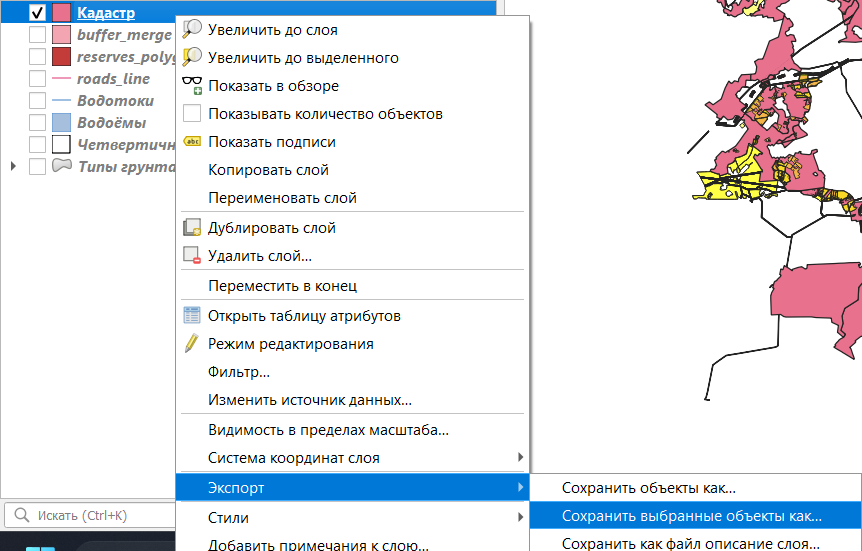 Кадастр
buffer_merge
reserves_polyg
roads_line
Водотоки
Водоёмы
Четвертичн
Типы грунта
Искать (Ctrl+K)
Увеличить до слоя
Увеличить до выделенного
Показать в обзоре
Показывать количество объектов
abc Показать подписи
Копировать слой
Переименовать слой
Дублировать слой
Удалить слой...
Переместить в конец
Открыть таблицу атрибутов
Режим редактирования
Фильтр...
Изменить источник данных...
Видимость в пределах масштаба...
Система координат слоя
Экспорт
Стили
Добавить примечания к слою...
Сохранить объекты как...
Сохранить выбранные объекты как...
Сохранить как файл описание слоя...